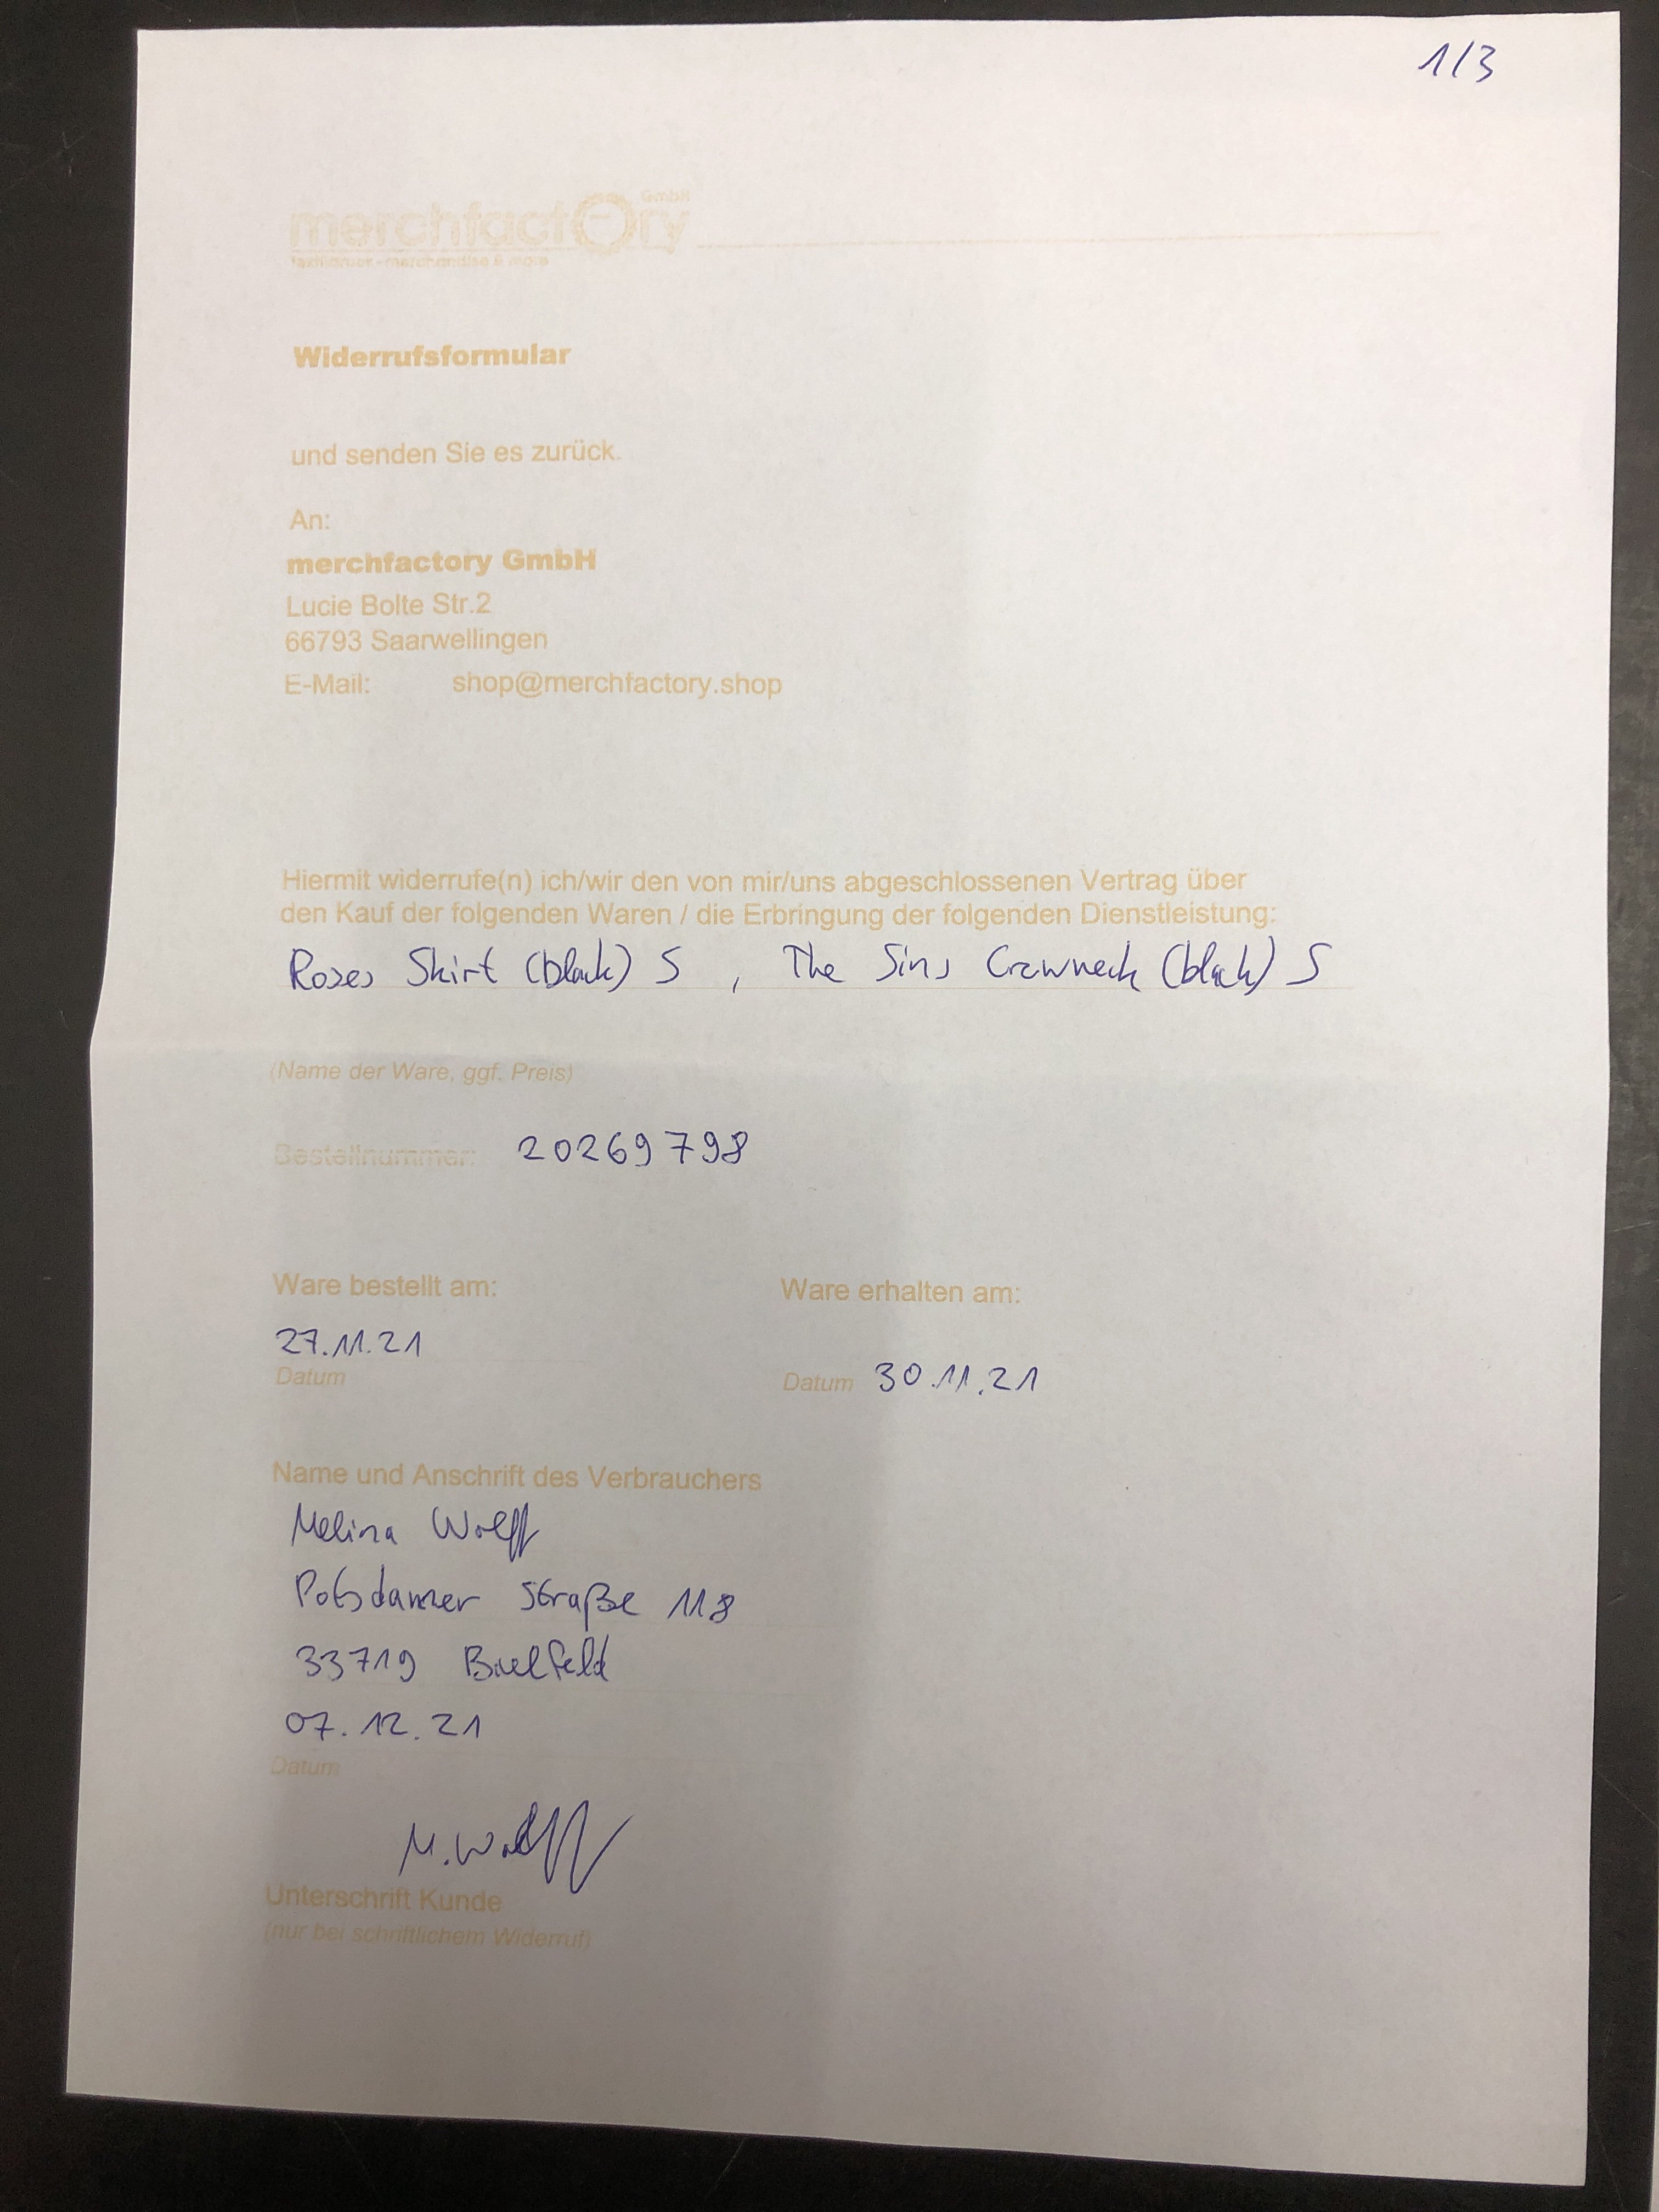 1/3
merchfactory GmbH
textildruck - merchandise & more
Widerrufsformular
und senden Sie es zurück.
An:
merchfactory GmbH
Lucie Bolte Str.2
66793 Saarwellingen
E-Mail: shop@merchfactory.shop
Hiermit widerrufe(n) ich/wir den von mir/uns abgeschlossenen Vertrag über
den Kauf der folgenden Waren / die Erbringung der folgenden Dienstleistung:
Roses Shirt (black) S , The Sins Crewneck (black) S
(Name der Ware, ggf. Preis)
Bestellnummer: 20269798
Ware bestellt am: Ware erhalten am:
27.11.21
Datum Datum 30.11.21
Name und Anschrift des Verbrauchers
Melina Wolff
Potsdamer Straße 118
33719 Bielefeld
07.12.21
Datum
M. Wolff
Unterschrift Kunde
(nur bei schriftlichem Widerruf)